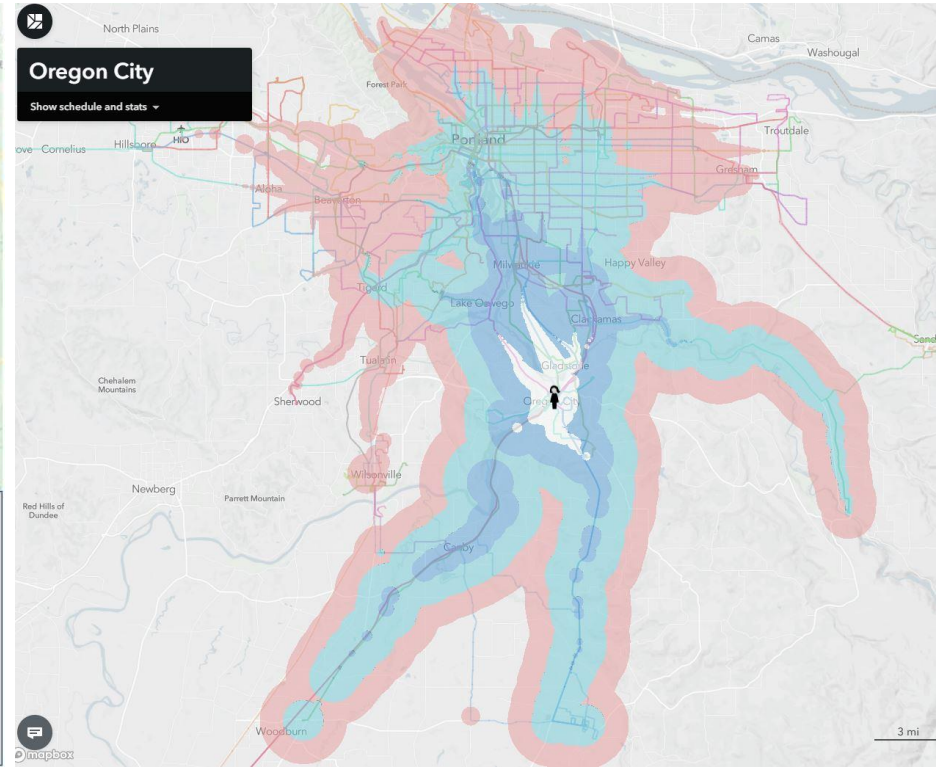 North Plains
Camas
Washougal
Oregon City
Show schedule and stats
Forest Park
Portland
Troutdale
HIO
Hillsboro
ove
Cornelius
Gresham
Aloha
Beaverton
Milwaukie
Happy Valley
Tigard
Lake Oswego
Clackamas
Sand
Tualatin
Gladstone
Chehalem
Mountains
Sherwood
Oregon City
Wilsonville
Newberg
Parrett Mountain
Red Hills of
Dundee
Canby
Woodburn
3 mi
mapbox